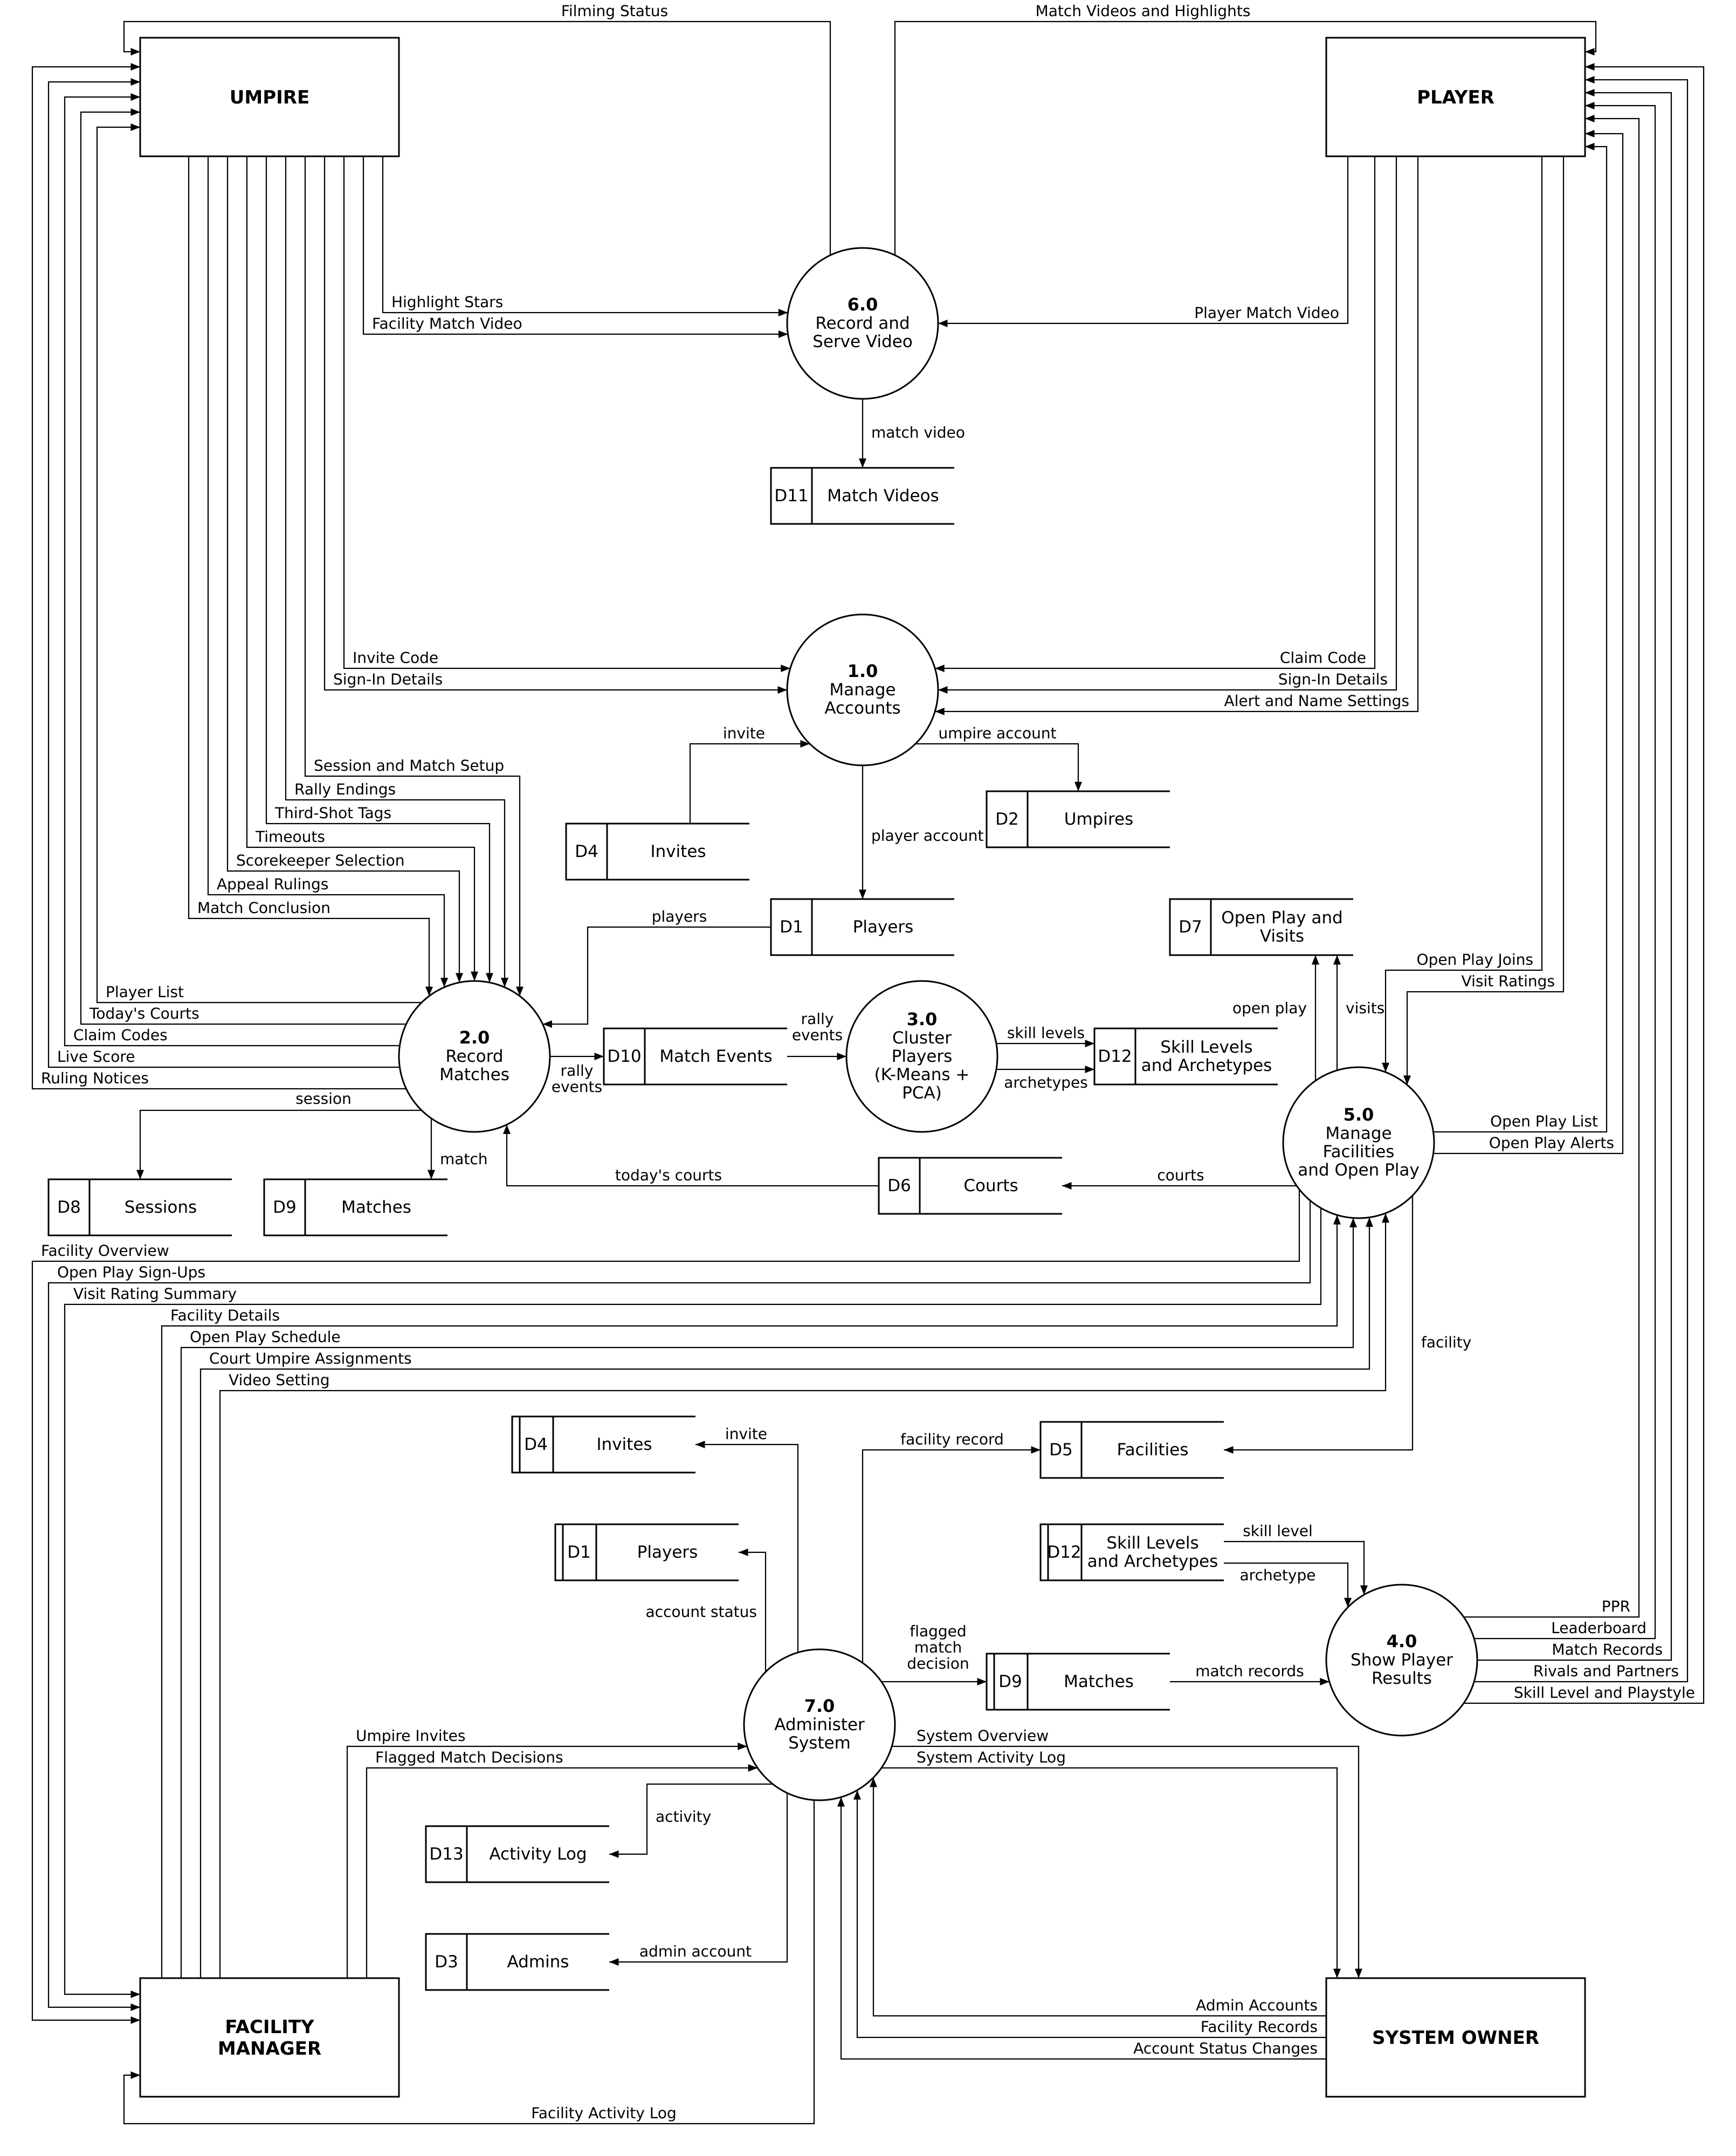 Filming Status
Match Videos and Highlights
UMPIRE
PLAYER
Highlight Stars
Facility Match Video
6.0
Record and
Serve Video
Player Match Video
match video
D11
Match Videos
Invite Code
Sign-In Details
1.0
Manage
Accounts
Claim Code
Sign-In Details
Alert and Name Settings
invite
umpire account
Session and Match Setup
Rally Endings
Third-Shot Tags
Timeouts
Scorekeeper Selection
Appeal Rulings
Match Conclusion
D4
Invites
player account
D2
Umpires
players
D1
Players
D7
Open Play and
Visits
Open Play Joins
Visit Ratings
open play
visits
Player List
Today's Courts
Claim Codes
Live Score
Ruling Notices
2.0
Record
Matches
rally
events
D10
Match Events
rally
events
3.0
Cluster
Players
(K-Means +
PCA)
skill levels
archetypes
D12
Skill Levels
and Archetypes
session
match
5.0
Manage
Facilities
and Open Play
Open Play List
Open Play Alerts
today's courts
D6
Courts
courts
D8
Sessions
D9
Matches
Facility Overview
Open Play Sign-Ups
Visit Rating Summary
Facility Details
Open Play Schedule
Court Umpire Assignments
Video Setting
facility
D4
Invites
invite
facility record
D5
Facilities
D1
Players
account status
D12
Skill Levels
and Archetypes
skill level
archetype
flagged
match
decision
D9
Matches
match records
4.0
Show Player
Results
PPR
Leaderboard
Match Records
Rivals and Partners
Skill Level and Playstyle
7.0
Administer
System
Umpire Invites
Flagged Match Decisions
System Overview
System Activity Log
activity
D13
Activity Log
D3
Admins
admin account
FACILITY
MANAGER
Admin Accounts
Facility Records
Account Status Changes
SYSTEM OWNER
Facility Activity Log